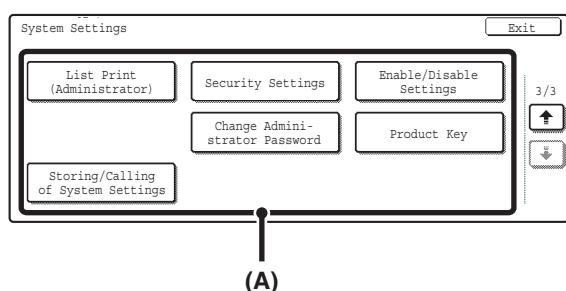 System Settings
Exit
List Print
(Administrator)
Security Settings
Enable/Disable
Settings
3/3
Change Admini-
strator Password
Product Key
Storing/Calling
of System Settings
(A)